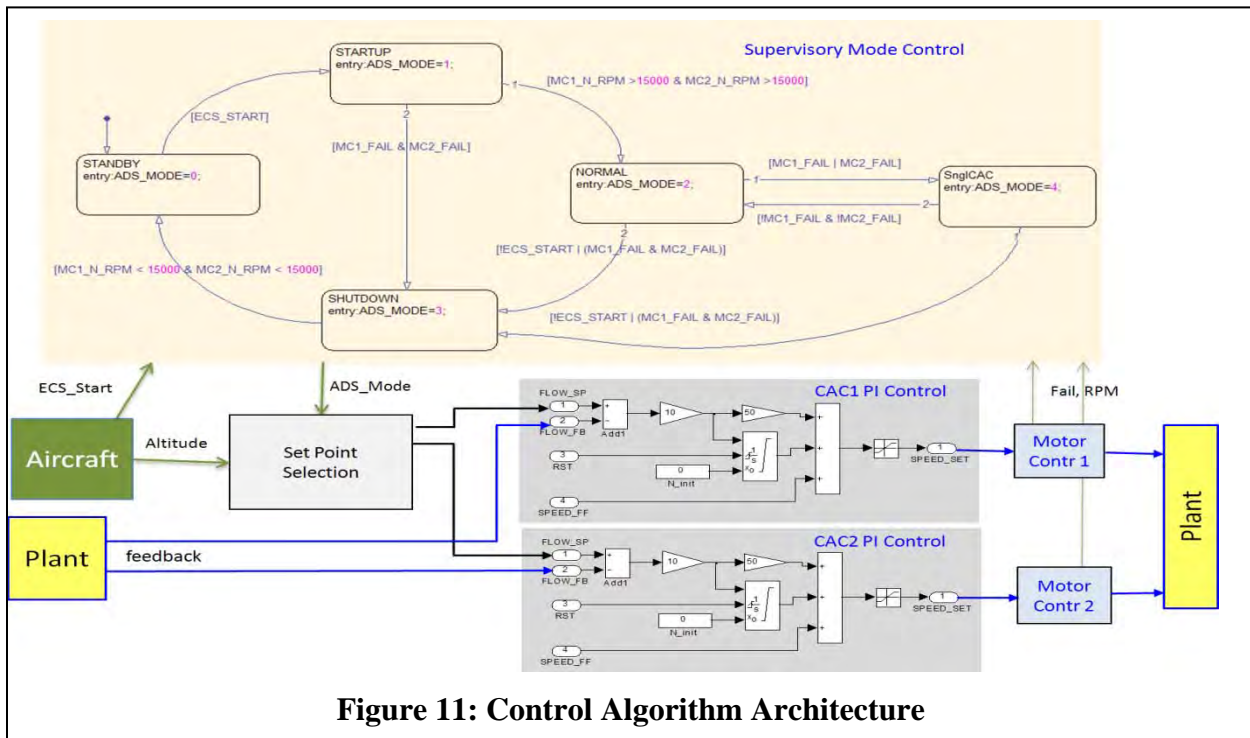 Supervisory Mode Control
STARTUP
entry:ADS_MODE=1;
[MC1_N_RPM >15000 & MC2_N_RPM >15000]
1
2
[ECS_START]
[MC1_FAIL & MC2_FAIL]
STANDBY
entry:ADS_MODE=0;
NORMAL
entry:ADS_MODE=2;
1
2
[MC1_FAIL | MC2_FAIL]
SnglCAC
entry:ADS_MODE=4;
2
1
[!MC1_FAIL & !MC2_FAIL]
[!ECS_START | (MC1_FAIL & MC2_FAIL)]
[MC1_N_RPM < 15000 & MC2_N_RPM < 15000]
SHUTDOWN
entry:ADS_MODE=3;
[!ECS_START | (MC1_FAIL & MC2_FAIL)]
ECS_Start
ADS_Mode
Fail, RPM
Aircraft
Altitude
Set Point
Selection
Plant
feedback
CAC1 PI Control
FLOW_SP
1
2
FLOW_FB
+
−
Add1
10
50
3
RST
0
N_init
1
s
xo
4
SPEED_FF
+
+
+
1
SPEED_SET
Motor
Contr 1
CAC2 PI Control
FLOW_SP
1
2
FLOW_FB
+
−
Add1
10
50
3
RST
0
N_init
1
s
xo
4
SPEED_FF
+
+
+
1
SPEED_SET
Motor
Contr 2
Plant
Figure 11: Control Algorithm Architecture